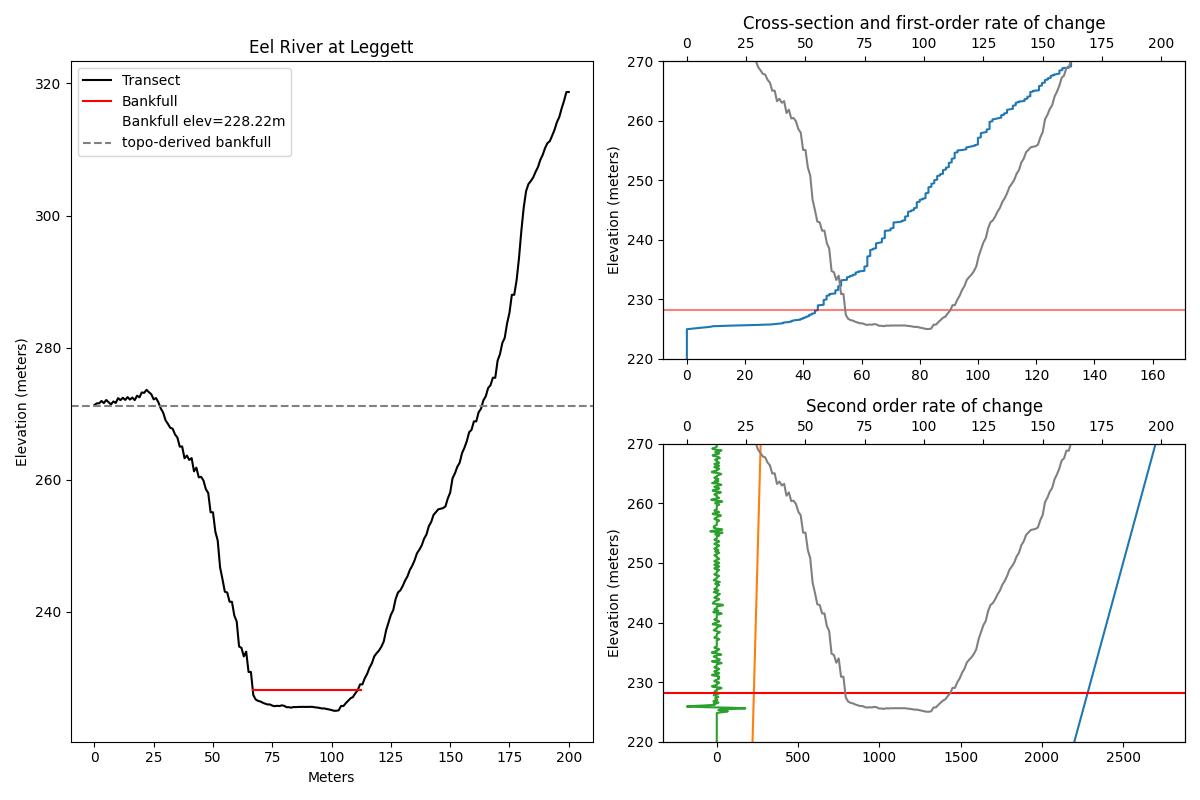 Eel River at Leggett
Transect
Bankfull
Bankfull elev=228.22m
topo-derived bankfull
320
300
280
260
240
Elevation (meters)
0 25 50 75 100 125 150 175 200
Meters
Cross-section and first-order rate of change
0 25 50 75 100 125 150 175 200
270
260
250
240
230
220
Elevation (meters)
0 20 40 60 80 100 120 140 160
Second order rate of change
0 25 50 75 100 125 150 175 200
270
260
250
240
230
220
Elevation (meters)
0 500 1000 1500 2000 2500